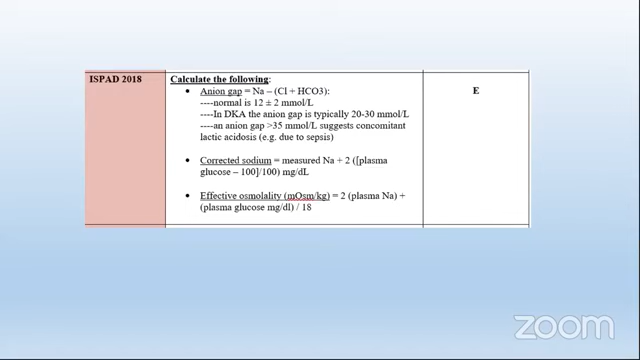 ISPAD 2018
Calculate the following:
• Anion gap = Na – (Cl + HCO3):
----normal is 12 ± 2 mmol/L
----In DKA the anion gap is typically 20-30 mmol/L
----an anion gap >35 mmol/L suggests concomitant
lactic acidosis (e.g. due to sepsis)
• Corrected sodium = measured Na + 2 ([plasma
glucose – 100]/100) mg/dL
• Effective osmolality (mOsm/kg) = 2 (plasma Na) +
(plasma glucose mg/dl) / 18
E
zoom